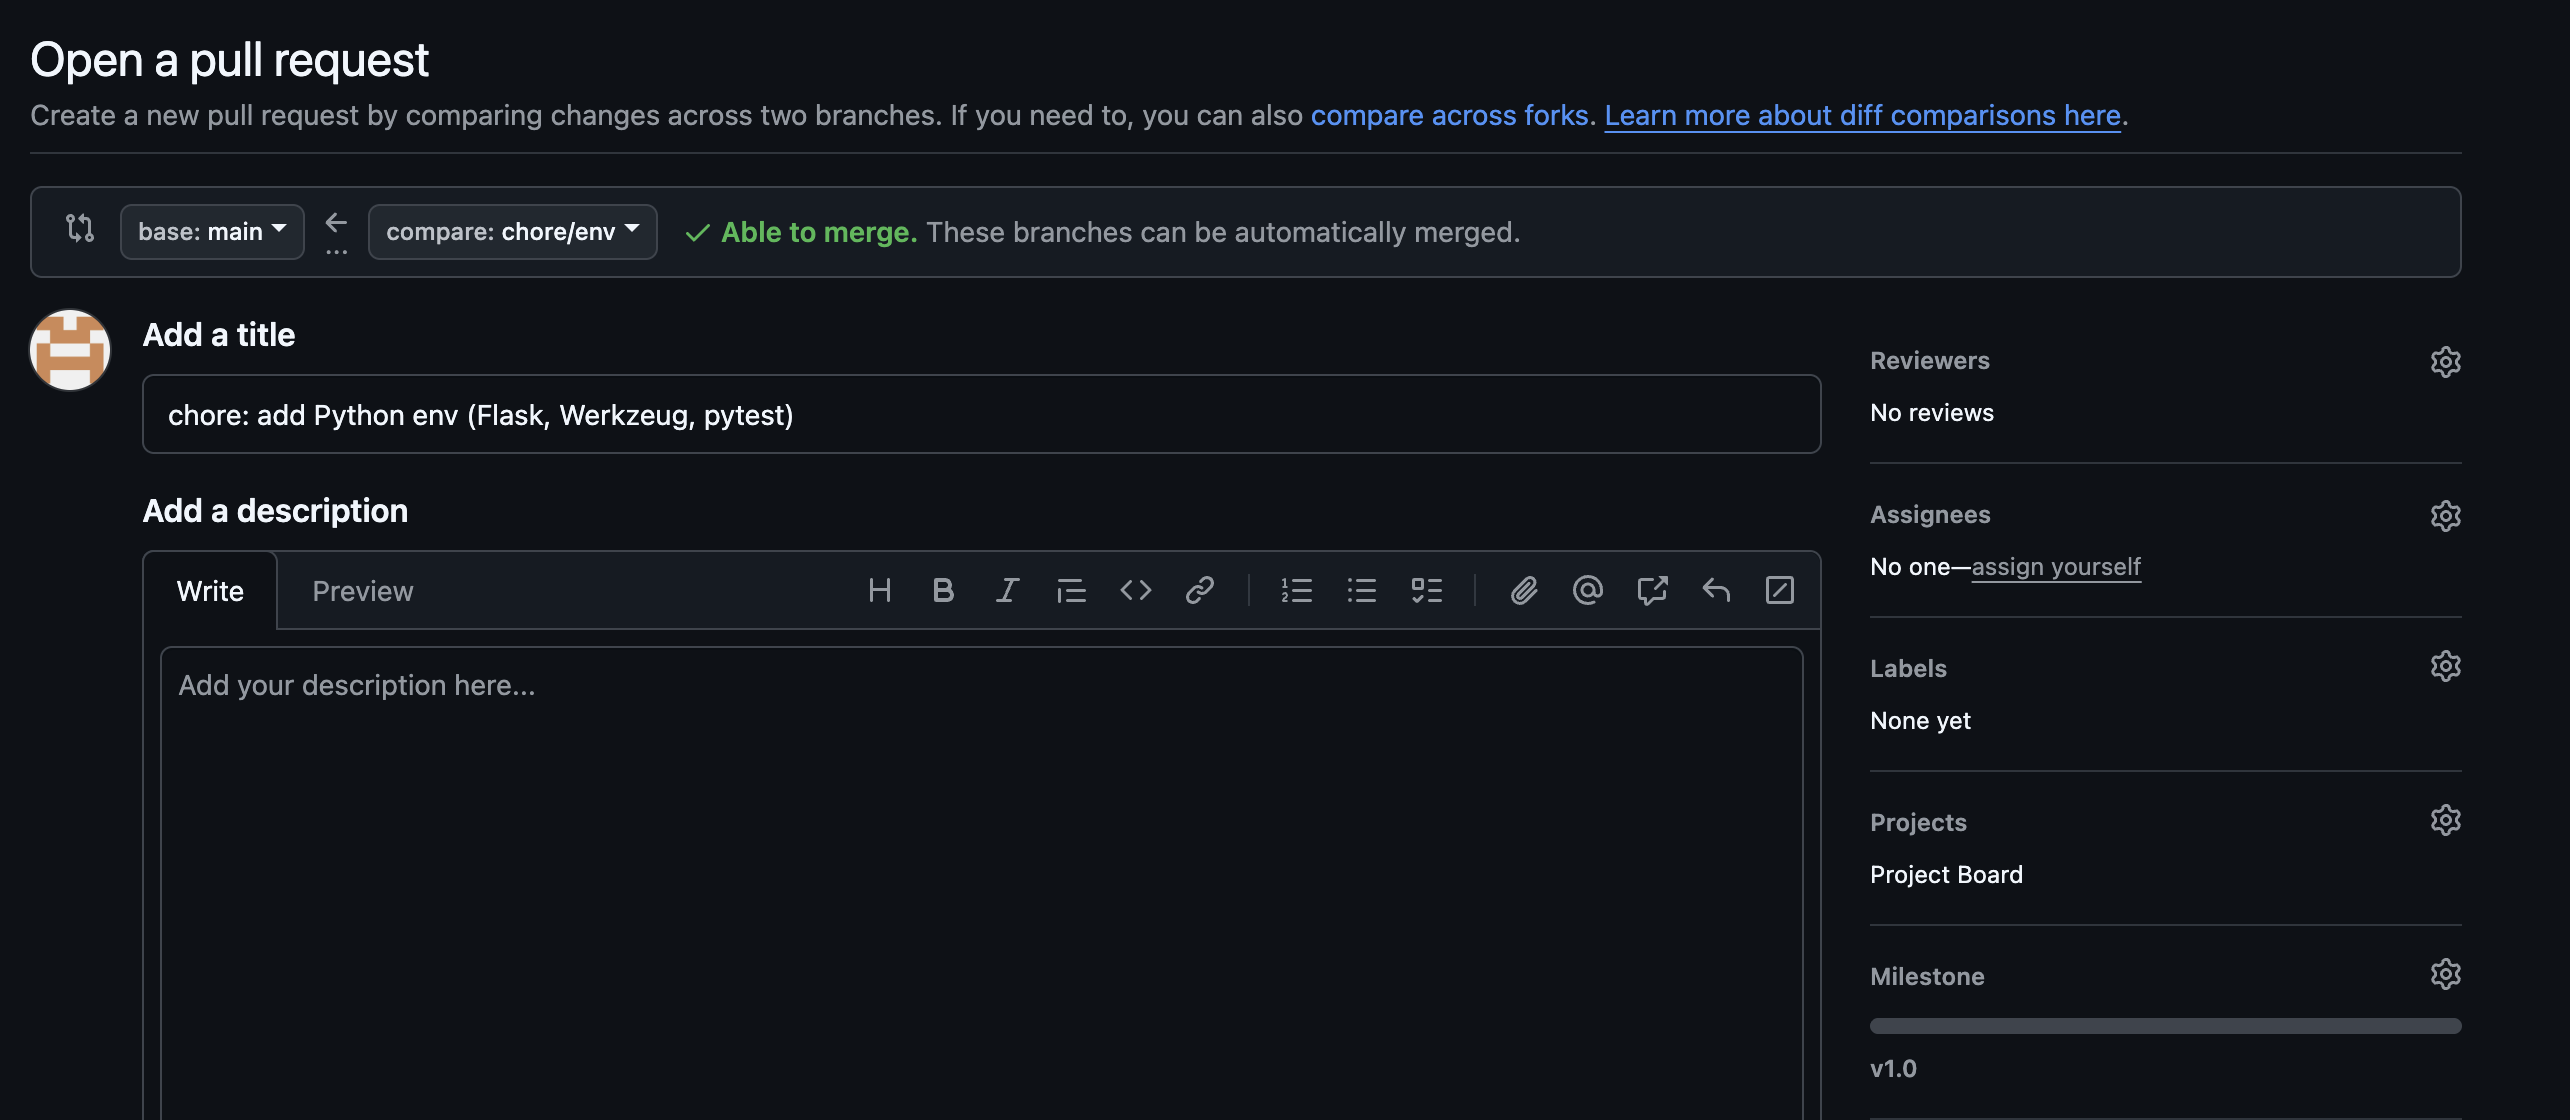 Open a pull request
Create a new pull request by comparing changes across two branches. If you need to, you can also compare across forks. Learn more about diff comparisons here.
base: main
...
compare: chore/env
Able to merge. These branches can be automatically merged.
Add a title
chore: add Python env (Flask, Werkzeug, pytest)
Add a description
Write
Preview
Add your description here...
Reviewers
No reviews
Assignees
No one—assign yourself
Labels
None yet
Projects
Project Board
Milestone
v1.0